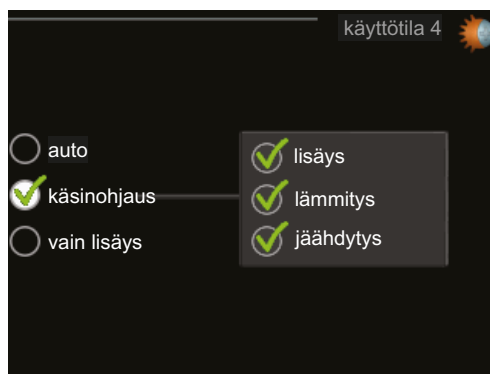 käyttötila 4
auto
käsinohjaus
vain lisäys
lisäys
lämmitys
jäähdytys